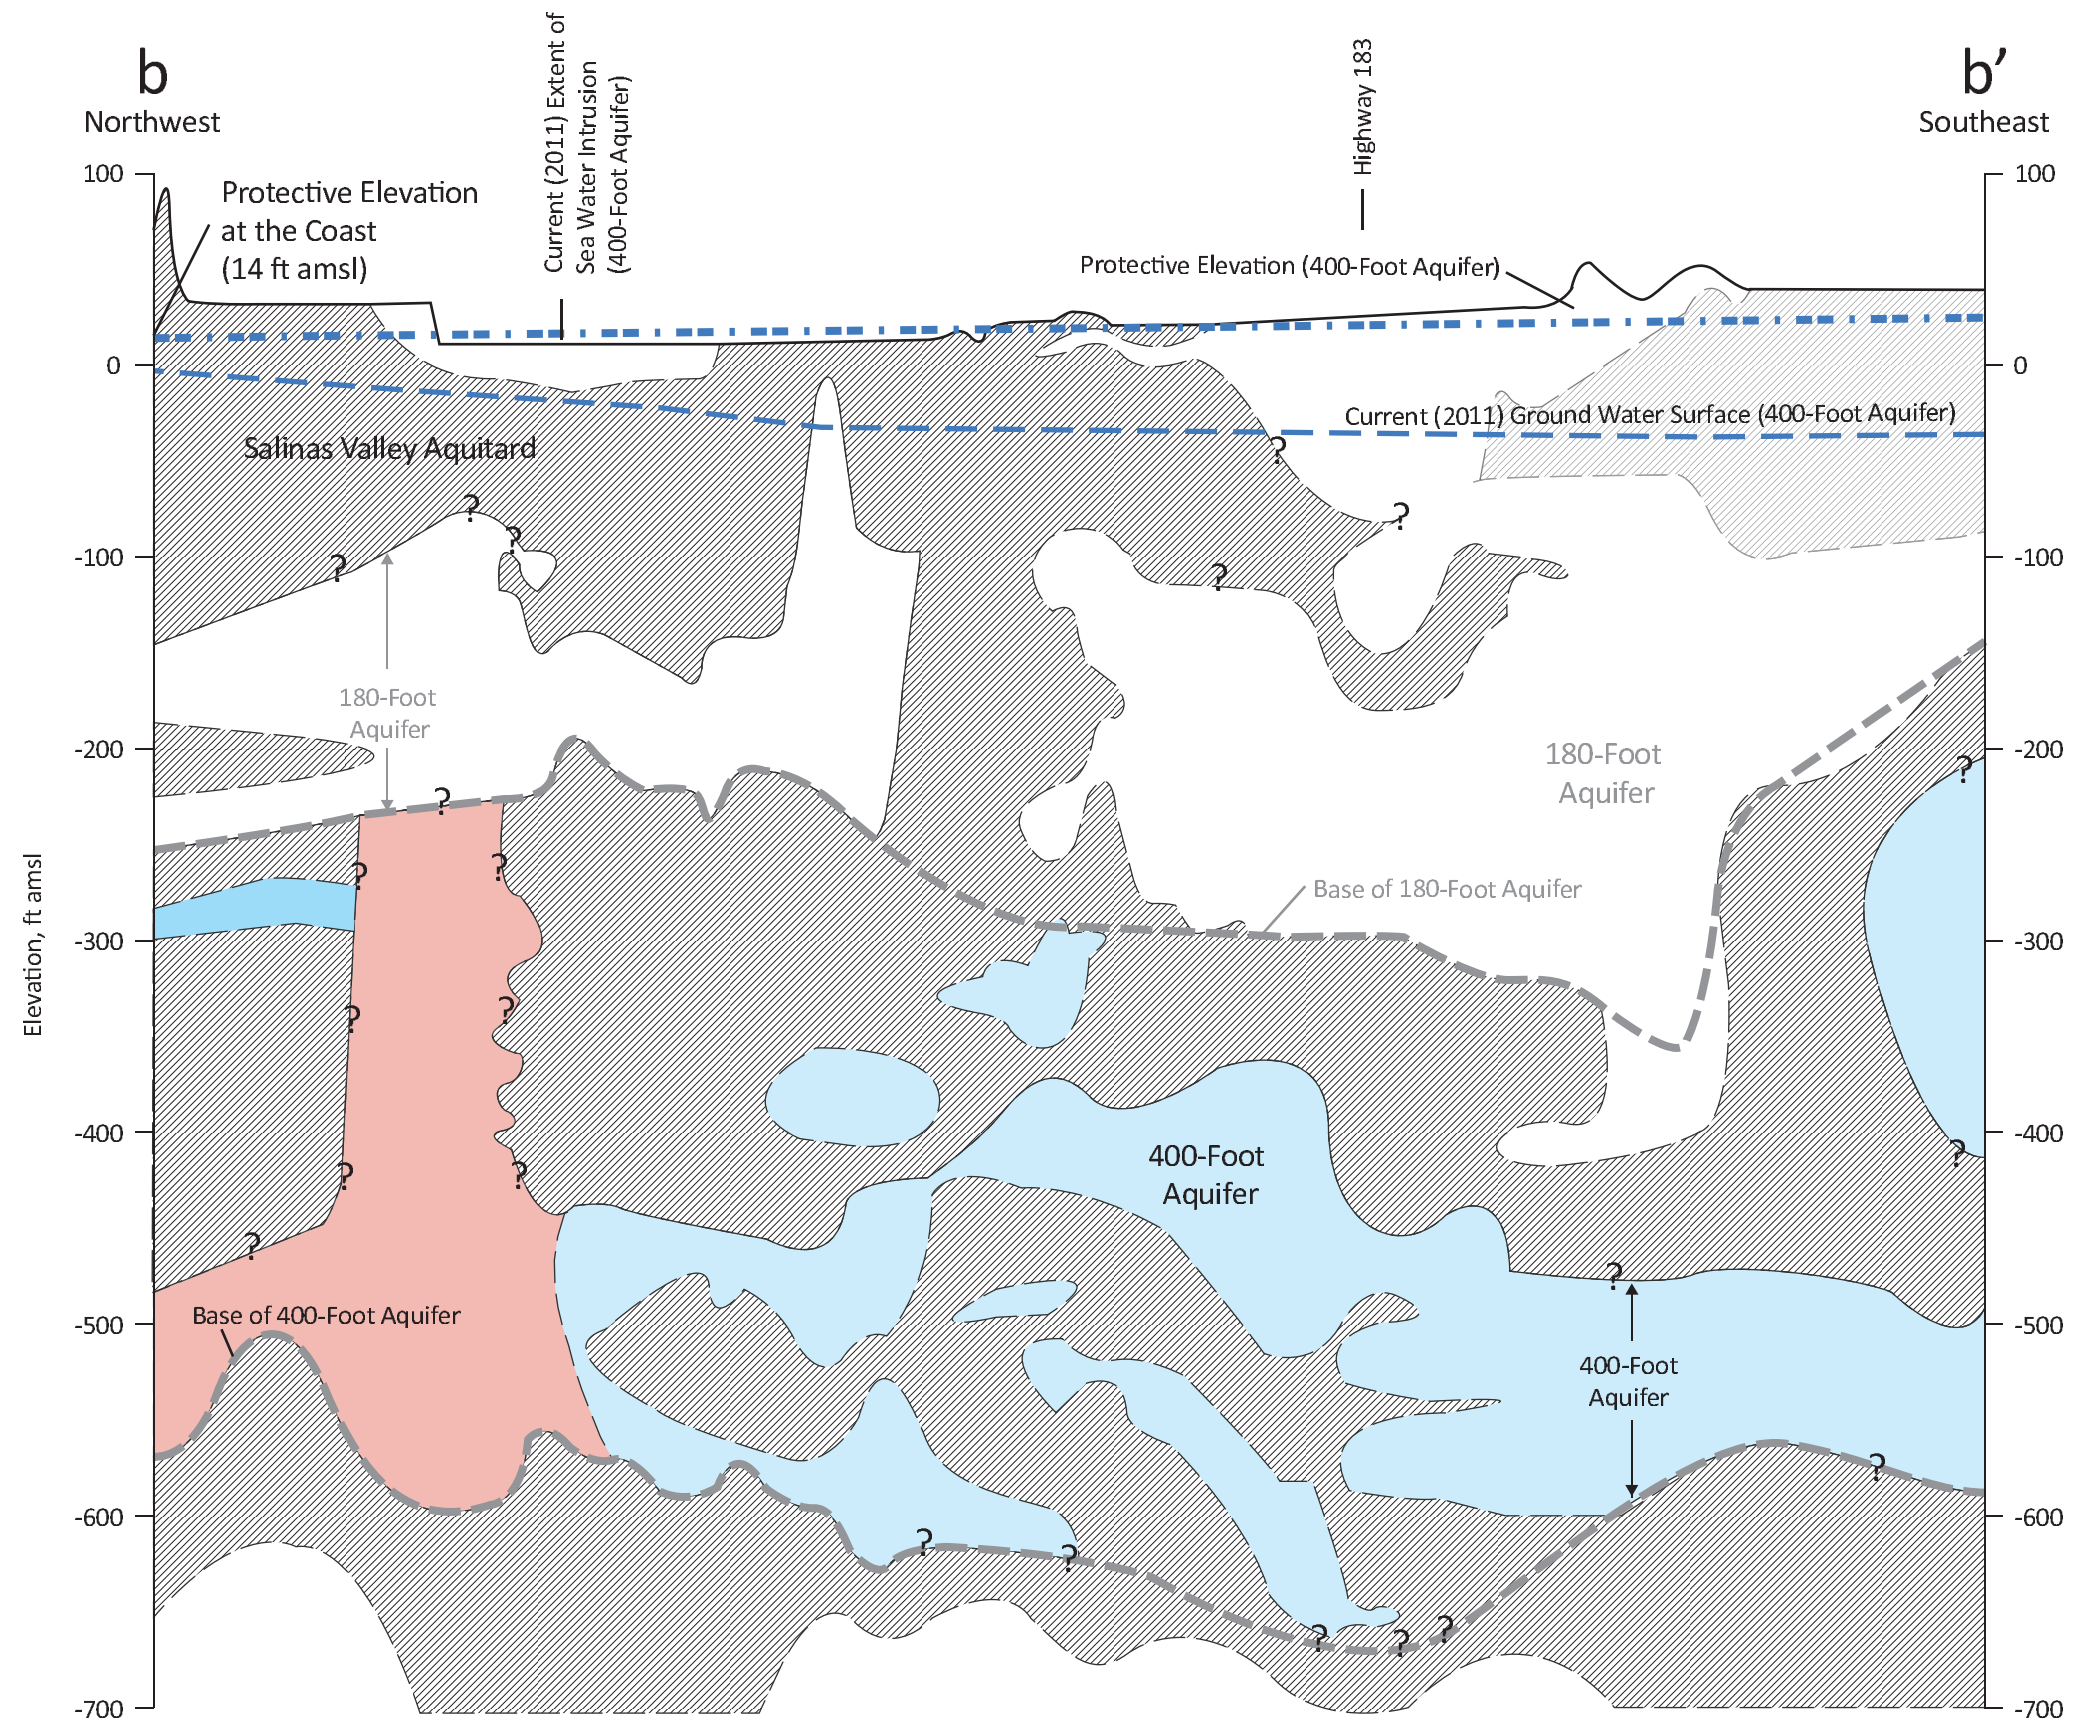 b
Northwest
Current (2011) Extent of
Sea Water Intrusion
(400-Foot Aquifer)
Highway 183
b’
Southeast
100
0
-100
-200
-300
-400
-500
-600
-700
Elevation, ft amsl
Protective Elevation
at the Coast
(14 ft amsl)
Protective Elevation (400-Foot Aquifer)
Current (2011) Ground Water Surface (400-Foot Aquifer)
Salinas Valley Aquitard
?
?
?
?
?
?
?
180-Foot
Aquifer
180-Foot
Aquifer
?
?
?
?
Base of 180-Foot Aquifer
?
?
400-Foot
Aquifer
?
?
?
?
?
Base of 400-Foot Aquifer
400-Foot
Aquifer
?
?
?
?
?
?
100
0
-100
-200
-300
-400
-500
-600
-700